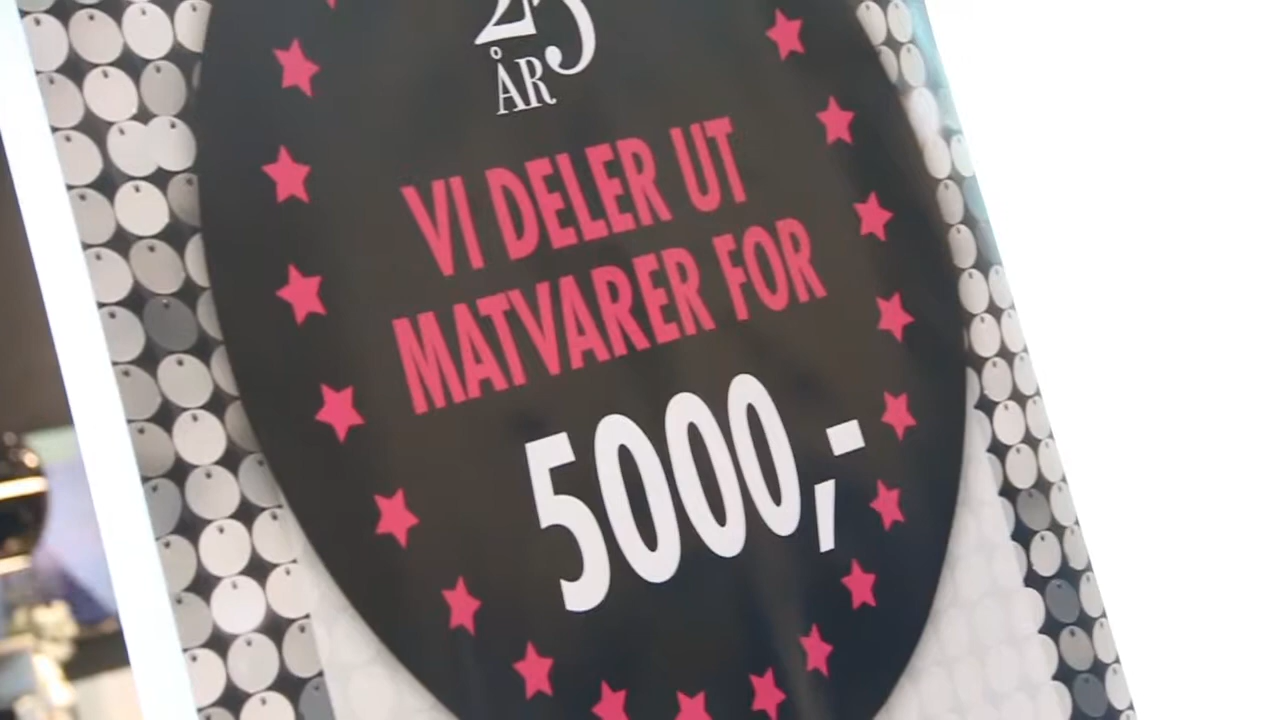 25
ÅR
VI DELER UT
MATVARER FOR
5000,-